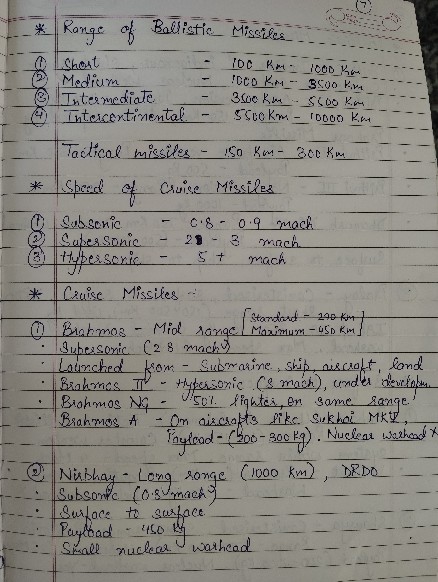 7
* Range of Ballistic Missiles
① Short - 100 Km - 1000 Km
② Medium - 1000 Km - 3500 Km
③ Intermediate - 3500 Km - 5500 Km
④ Intercontinental - 5500 Km - 10000 Km
Tactical missiles - 150 Km - 300 Km
* Speed of Cruise Missiles
① Subsonic - 0.8 - 0.9 mach
② Supersonic - 2 - 3 mach
③ Hypersonic - 5 + mach
* Cruise Missiles -
① Brahmos - Mid range [Standard - 290 Km
Maximum - 450 Km]
· Supersonic (2.8 mach)
· Launched from - Submarine, ship, aircraft, land
· Brahmos II - Hypersonic (8 mach), under developm.
· Brahmos NG - 50% lighter, on same range
· Brahmos A - On aircrafts like Sukhoi
Payload - (200-300 Kg). Nuclear warhead ×
② Nirbhay - Long range (1000 Km), DRDO
· Subsonic (0.8 mach)
· Surface to surface
· Payload - 450 Kg
· Small nuclear warhead